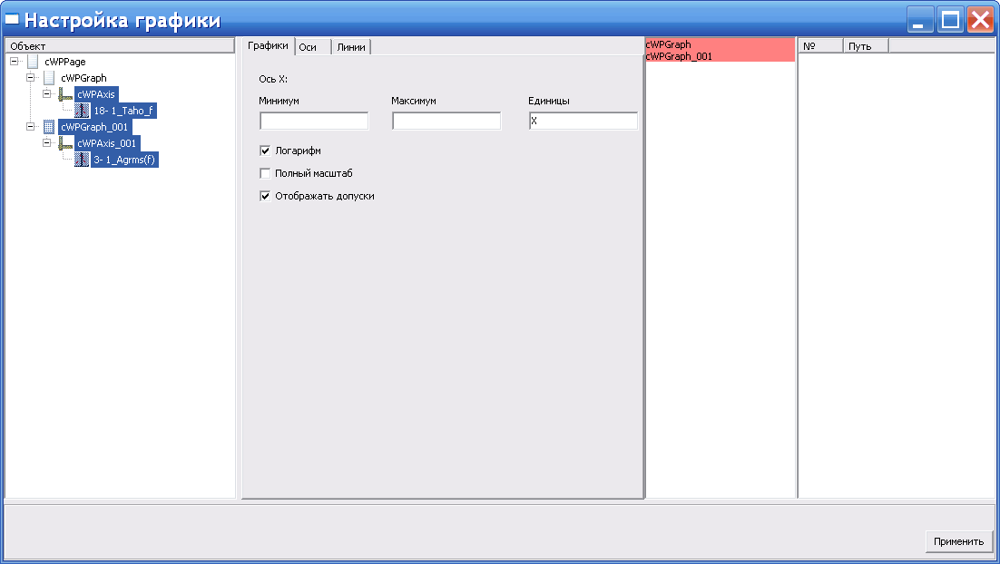 Настройка графики
Объект
cWPPage
cWPGraph
cWPAxis
18- 1_Taho_f
cWPGraph_001
cWPAxis_001
3- 1_Agrms(f)
Графики Оси Линии
Ось X:
Минимум Максимум Единицы
X
Логарифм
Полный масштаб
Отображать допуски
cWPGraph
cWPGraph_001
№ Путь
Применить